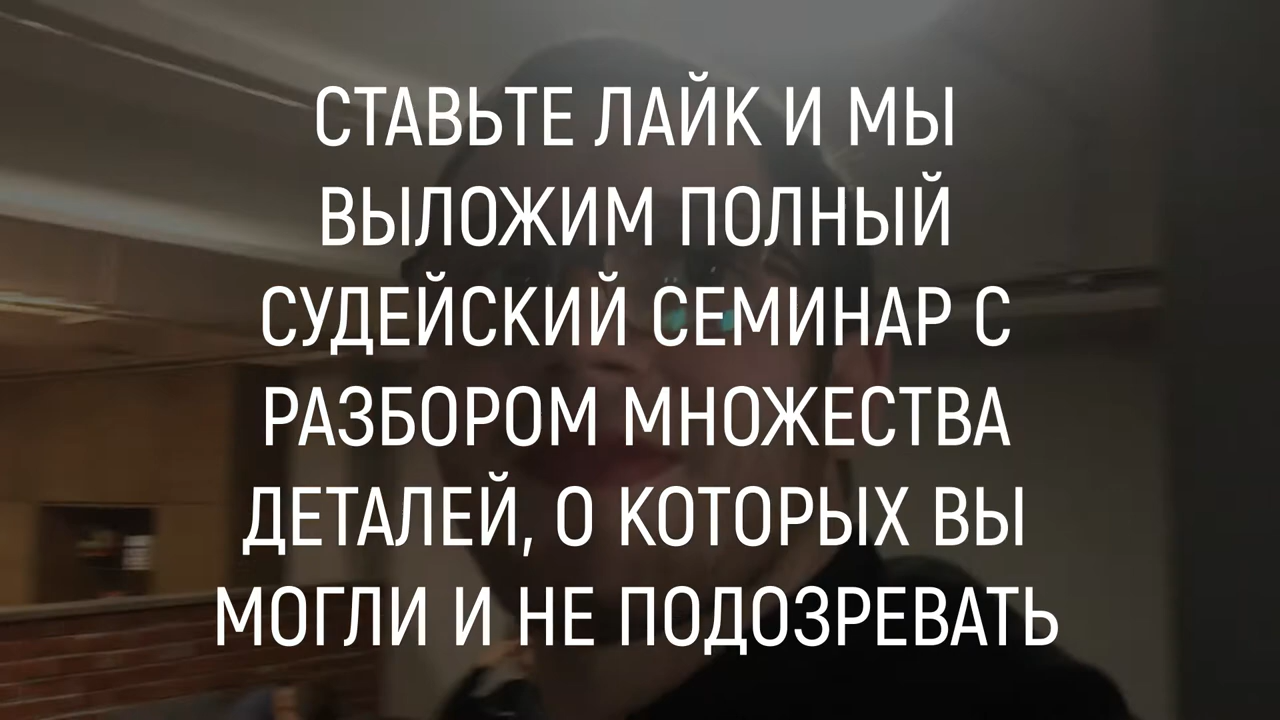 СТАВЬТЕ ЛАЙК И МЫ
ВЫЛОЖИМ ПОЛНЫЙ
СУДЕЙСКИЙ СЕМИНАР С
РАЗБОРОМ МНОЖЕСТВА
ДЕТАЛЕЙ, О КОТОРЫХ ВЫ
МОГЛИ И НЕ ПОДОЗРЕВАТЬ